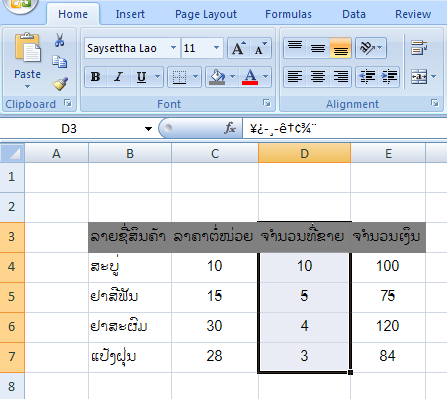 Home Insert Page Layout Formulas Data Review
Paste
Saysettha Lao 11 A A
B I U A
Clipboard Font Alignment
D3 fx
A B C D E
1
2
3 ລາຍຊື່ສິນຄ້າ ລາຄາຕໍ່ໜ່ວຍ ຈຳນວນທີ່ຂາຍ ຈຳນວນເງິນ
4 ສະບູ່ 10 10 100
5 ຢາສີຟັນ 15 5 75
6 ຢາສະຜົມ 30 4 120
7 ແປ້ງຝຸ່ນ 28 3 84
8